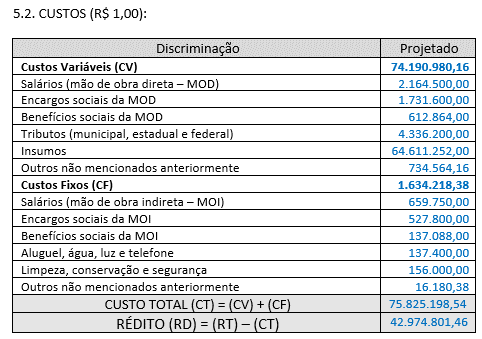 5.2. CUSTOS (R$ 1,00):
Discriminação Projetado
Custos Variáveis (CV) 74.190.980,16
Salários (mão de obra direta – MOD) 2.164.500,00
Encargos sociais da MOD 1.731.600,00
Benefícios sociais da MOD 612.864,00
Tributos (municipal, estadual e federal) 4.336.200,00
Insumos 64.611.252,00
Outros não mencionados anteriormente 734.564,16
Custos Fixos (CF) 1.634.218,38
Salários (mão de obra indireta – MOI) 659.750,00
Encargos sociais da MOI 527.800,00
Benefícios sociais da MOI 137.088,00
Aluguel, água, luz e telefone 137.400,00
Limpeza, conservação e segurança 156.000,00
Outros não mencionados anteriormente 16.180,38
CUSTO TOTAL (CT) = (CV) + (CF) 75.825.198,54
RÉDITO (RD) = (RT) – (CT) 42.974.801,46